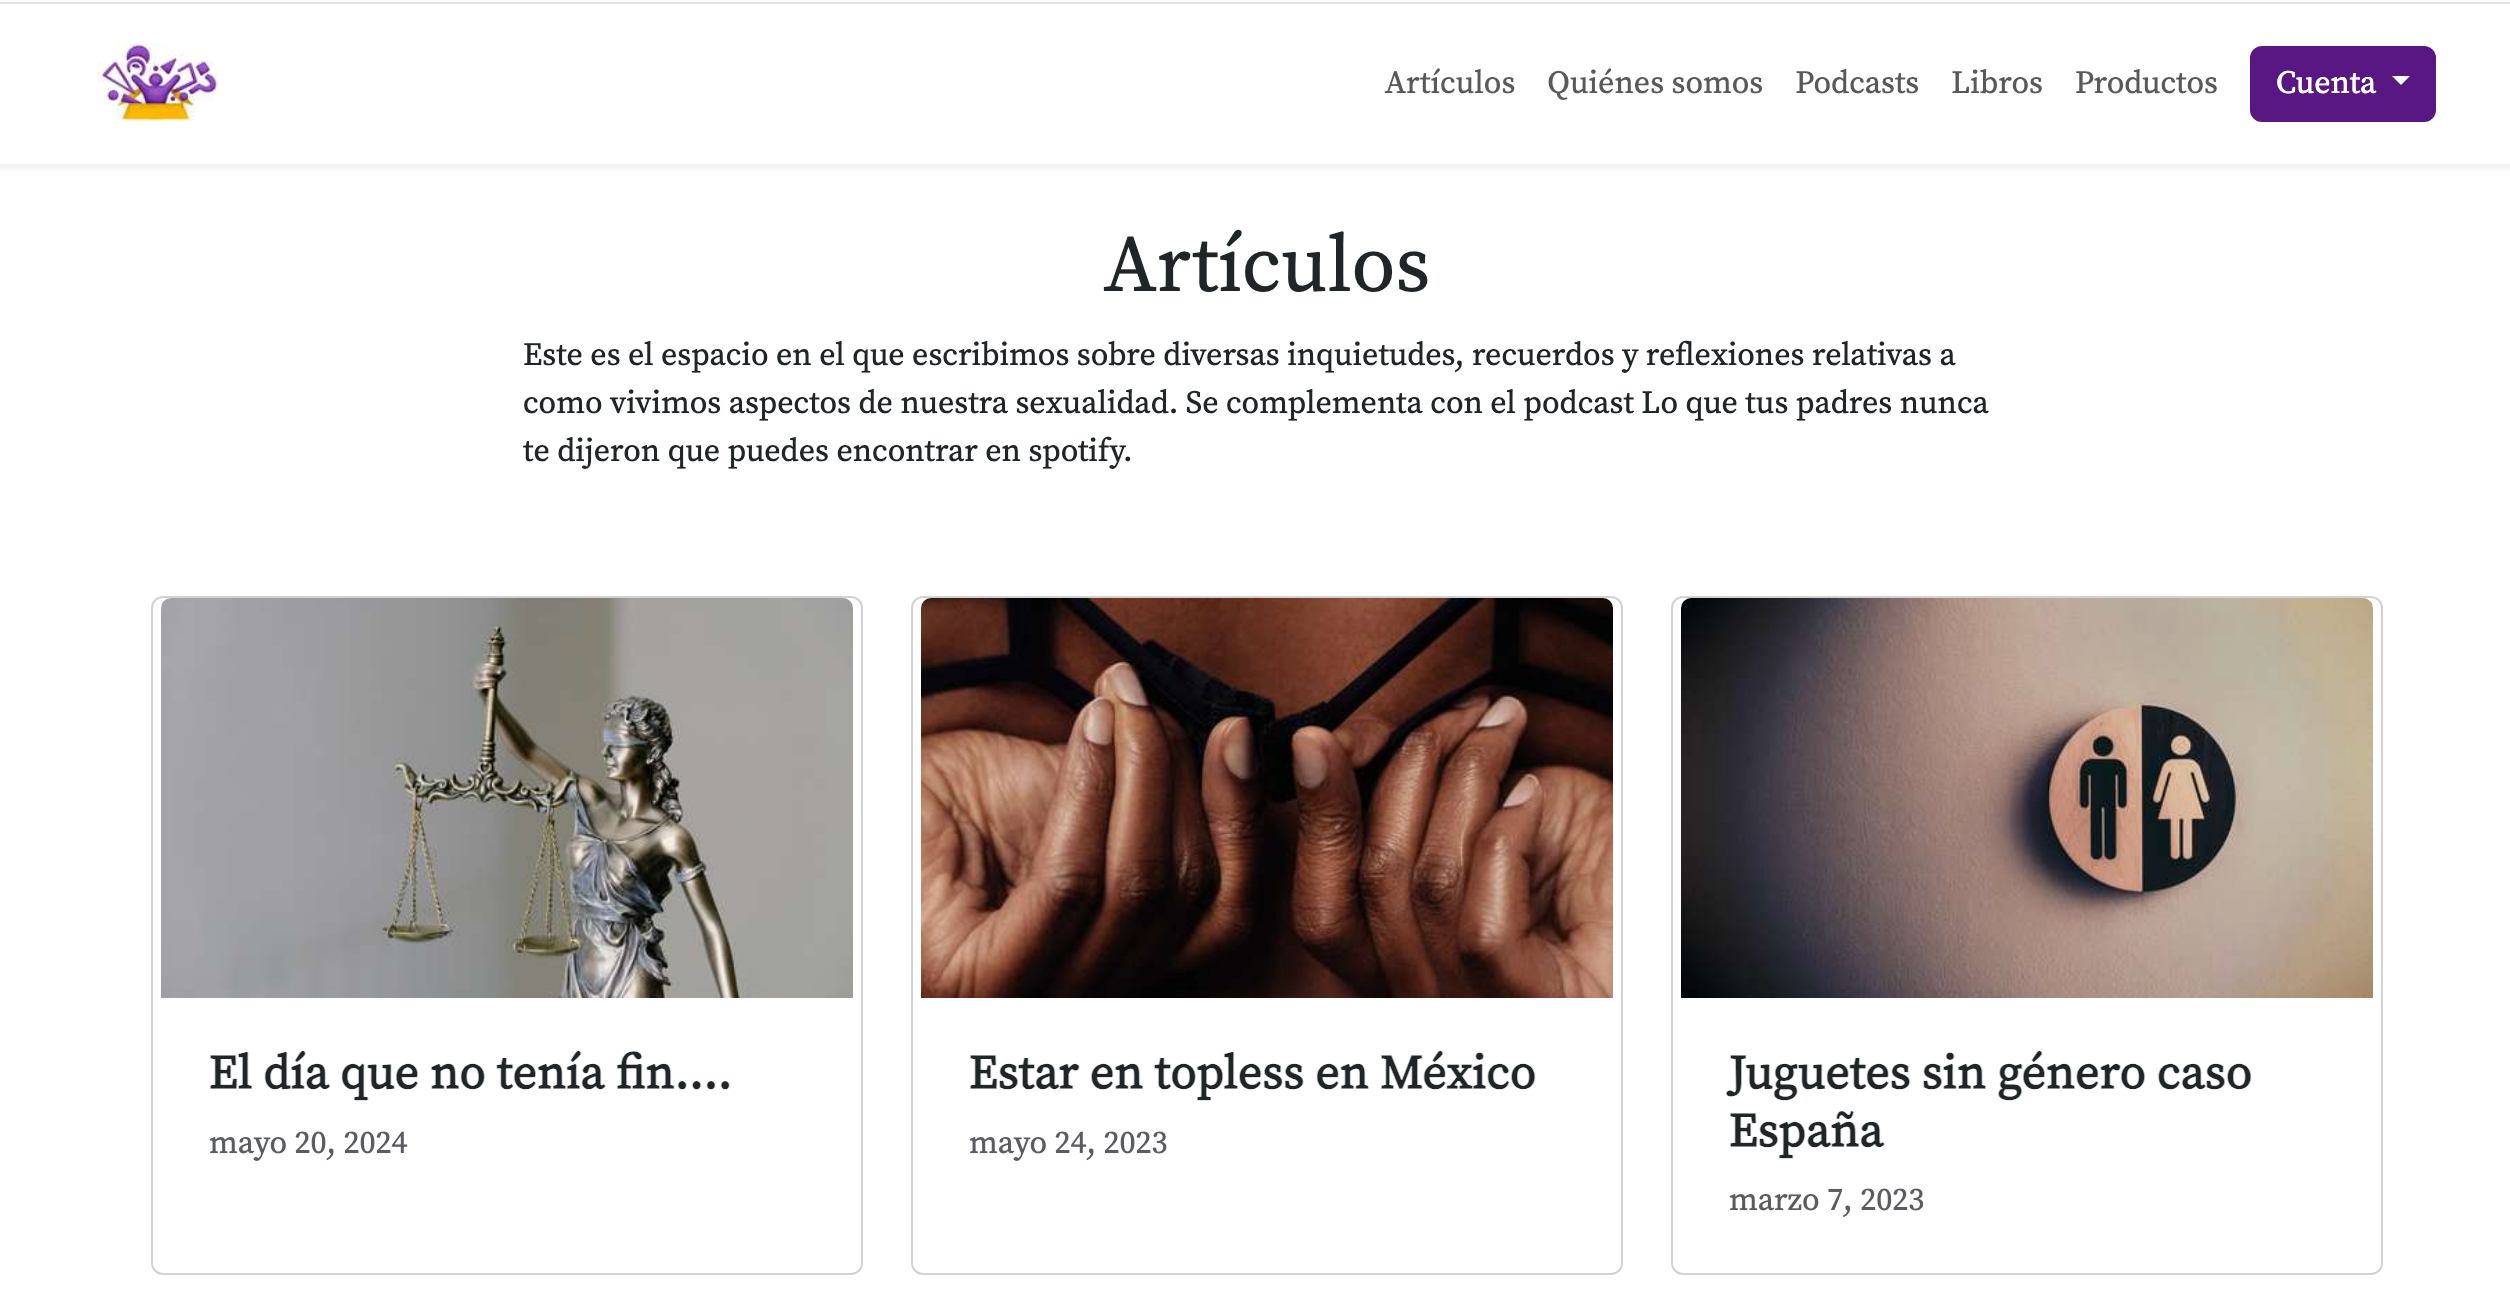 Artículos
Quiénes somos
Podcasts
Libros
Productos
Cuenta
Artículos
Este es el espacio en el que escribimos sobre diversas inquietudes, recuerdos y reflexiones relativas a
como vivimos aspectos de nuestra sexualidad. Se complementa con el podcast Lo que tus padres nunca
te dijeron que puedes encontrar en spotify.
El día que no tenía fin....
mayo 20, 2024
Estar en topless en México
mayo 24, 2023
Juguetes sin género caso
España
marzo 7, 2023